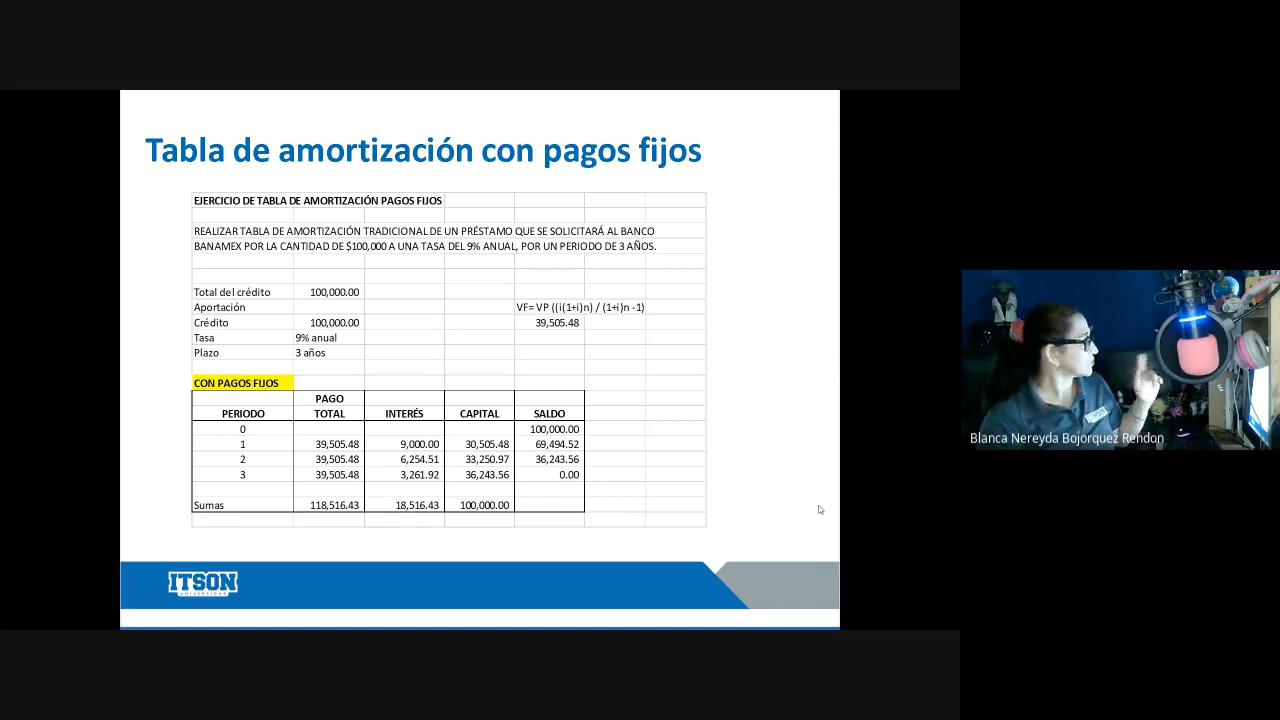 Tabla de amortización con pagos fijos
EJERCICIO DE TABLA DE AMORTIZACIÓN PAGOS FIJOS
REALIZAR TABLA DE AMORTIZACIÓN TRADICIONAL DE UN PRÉSTAMO QUE SE SOLICITARÁ AL BANCO
BANAMEX POR LA CANTIDAD DE $100,000 A UNA TASA DEL 9% ANUAL, POR UN PERIODO DE 3 AÑOS.
Total del crédito 100,000.00
Aportación VF= VP ((i(1+i)n) / (1+i)n -1)
Crédito 100,000.00 39,505.48
Tasa 9% anual
Plazo 3 años
CON PAGOS FIJOS
PAGO
PERIODO TOTAL INTERÉS CAPITAL SALDO
0 100,000.00
1 39,505.48 9,000.00 30,505.48 69,494.52
2 39,505.48 6,254.51 33,250.97 36,243.56
3 39,505.48 3,261.92 36,243.56 0.00
Sumas 118,516.43 18,516.43 100,000.00
ITSON
UNIVERSIDAD
Blanca Nereyda Bojorquez Rendon